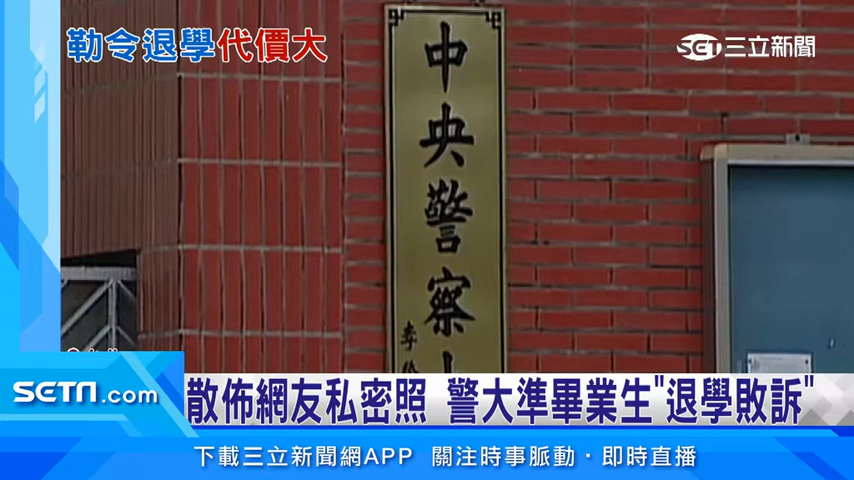 勒令退學代價大
SET三立新聞
中央警察
李
SETN.com
散佈網友私密照 警大準畢業生"退學敗訴"
下載三立新聞網APP 關注時事脈動・即時直播